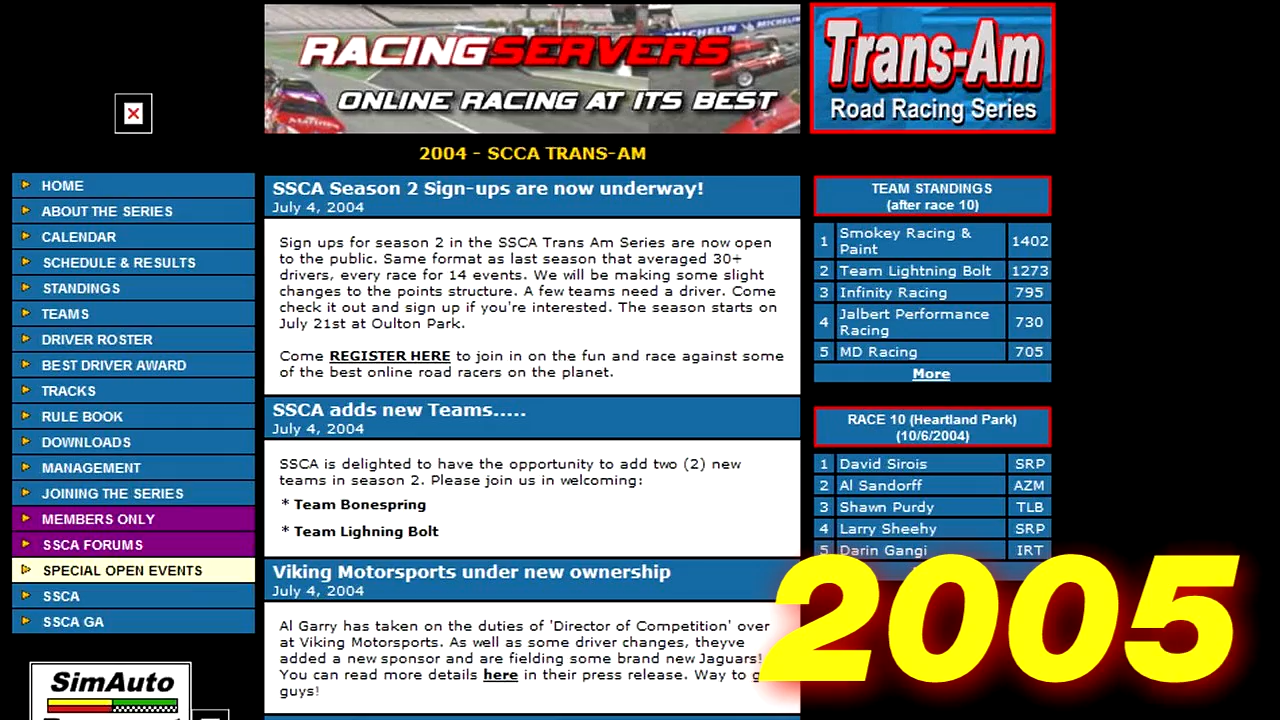 RACINGSERVERS
ONLINE RACING AT ITS BEST
Trans-Am
Road Racing Series
2004 - SCCA TRANS-AM
HOME
ABOUT THE SERIES
CALENDAR
SCHEDULE & RESULTS
STANDINGS
TEAMS
DRIVER ROSTER
BEST DRIVER AWARD
TRACKS
RULE BOOK
DOWNLOADS
MANAGEMENT
JOINING THE SERIES
MEMBERS ONLY
SSCA FORUMS
SPECIAL OPEN EVENTS
SSCA
SSCA GA
SimAuto
SSCA Season 2 Sign-ups are now underway!
July 4, 2004
Sign ups for season 2 in the SSCA Trans Am Series are now open
to the public. Same format as last season that averaged 30+
drivers, every race for 14 events. We will be making some slight
changes to the points structure. A few teams need a driver. Come
check it out and sign up if you're interested. The season starts on
July 21st at Oulton Park.
Come REGISTER HERE to join in on the fun and race against some
of the best online road racers on the planet.
SSCA adds new Teams.....
July 4, 2004
SSCA is delighted to have the opportunity to add two (2) new
teams in season 2. Please join us in welcoming:
* Team Bonespring
* Team Lighning Bolt
Viking Motorsports under new ownership
July 4, 2004
Al Garry has taken on the duties of 'Director of Competition' over
at Viking Motorsports. As well as some driver changes, theyve
added a new sponsor and are fielding some brand new Jaguars!
You can read more details here in their press release. Way to
guys!
TEAM STANDINGS
(after race 10)
1 Smokey Racing & Paint 1402
2 Team Lightning Bolt 1273
3 Infinity Racing 795
4 Jalbert Performance Racing 730
5 MD Racing 705
More
RACE 10 (Heartland Park)
(10/6/2004)
1 David Sirois SRP
2 Al Sandorff AZM
3 Shawn Purdy TLB
4 Larry Sheehy SRP
5 Darin Gangi IRT
2005